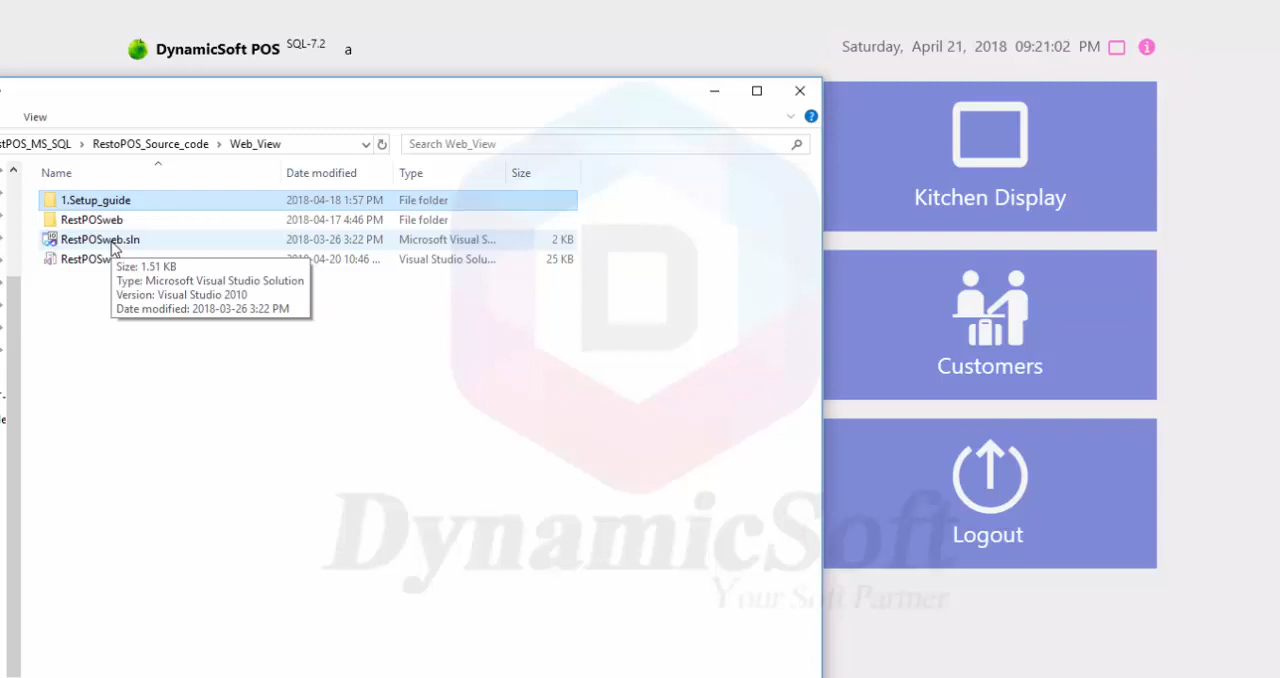 DynamicSoft POS SQL-7.2 a
Saturday, April 21, 2018 09:21:02 PM
View
RestoPOS_Source_code > Web_View
Search Web_View
Name Date modified Type Size
1.Setup_guide 2018-04-18 1:57 PM File folder
RestPOSweb 2018-04-17 4:46 PM File folder
RestPOSweb.sln 2018-03-26 3:22 PM Microsoft Visual S... 2 KB
-04-20 10:46 ... Visual Studio Solu... 25 KB
Size: 1.51 KB
Type: Microsoft Visual Studio Solution
Version: Visual Studio 2010
Date modified: 2018-03-26 3:22 PM
Kitchen Display
Customers
Logout
D
DynamicSoft
Your Soft Partner